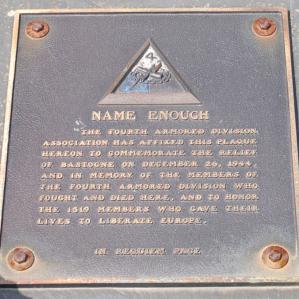 4
NAME ENOUGH
"THE FOURTH ARMORED DIVISION
ASSOCIATION HAS AFFIXED THIS PLAQUE
HEREON TO COMMEMORATE THE RELIEF
OF BASTOGNE ON DECEMBER 26, 1944,
AND IN MEMORY OF THE MEMBERS OF
THE FOURTH ARMORED DIVISION WHO
FOUGHT AND DIED HERE, AND TO HONOR
THE 1519 MEMBERS WHO GAVE THEIR
LIVES TO LIBERATE EUROPE.
IN REQUIEM PACE